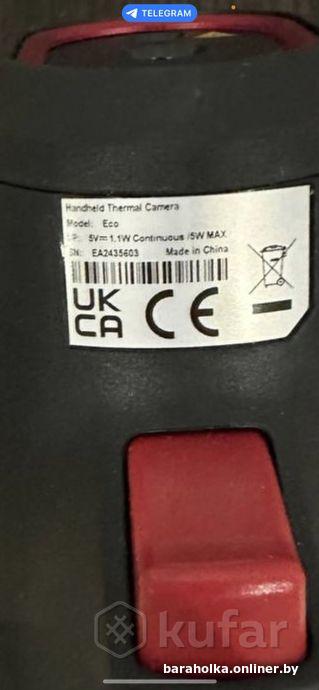 TELEGRAM
Handheld Thermal Camera
Model: Eco
5V⎓1.1W Continuous /5W MAX
SN: EA2435603 Made in China
UK
CA CE
kufar
baraholka.onliner.by